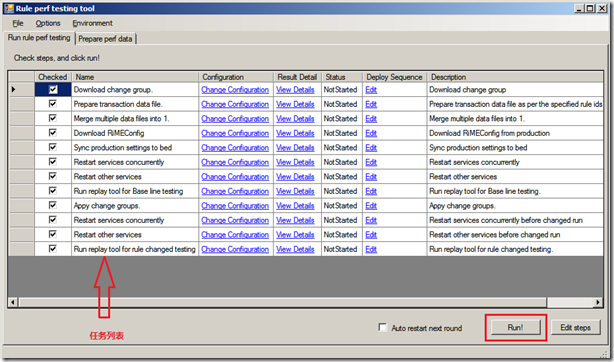 Rule perf testing tool
File Options Environment
Run rule perf testing Prepare perf data
Check steps, and click run!
Checked Name Configuration Result Detail Status Deploy Sequence Description
Download change group. Change Configuration View Details NotStarted Edit Download change group
Prepare transaction data file. Change Configuration View Details NotStarted Edit Prepare transaction data file as per the specified rule ids
Merge multiple data files into 1. Change Configuration View Details NotStarted Edit Merge multiple data files into 1.
Download RiMEConfig Change Configuration View Details NotStarted Edit Download RiMEConfig from production
Sync production settings to bed Change Configuration View Details NotStarted Edit Sync production settings to bed
Restart services concurrently Change Configuration View Details NotStarted Edit Restart services concurrently
Restart other services Change Configuration View Details NotStarted Edit Restart other services
Run replay tool for Base line testing Change Configuration View Details NotStarted Edit Run replay tool for Base line testing.
Appy change groups. Change Configuration View Details NotStarted Edit Appy change groups.
Restart services concurrently Change Configuration View Details NotStarted Edit Restart services concurrently before changed run
Restart other services Change Configuration View Details NotStarted Edit Restart other services before changed run
Run replay tool for rule changed testing Change Configuration View Details NotStarted Edit Run replay tool for rule changed testing.
任务列表
Auto restart next round Run! Edit steps